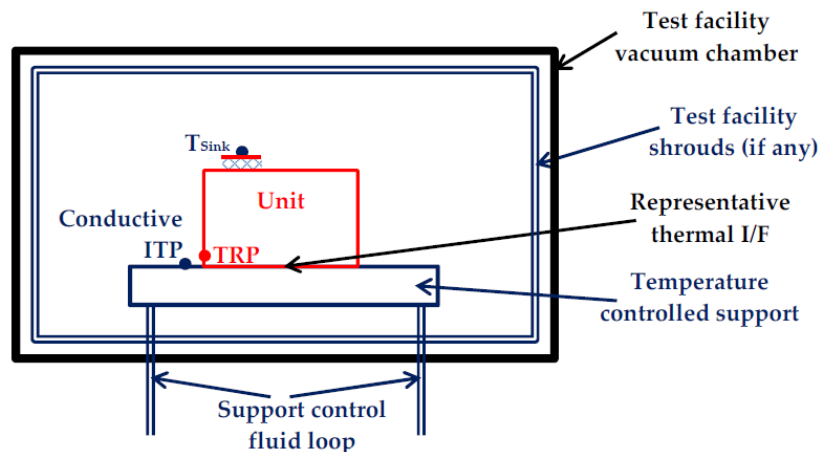 Test facility
vacuum chamber
Test facility
shrouds (if any)
TSink
Unit
Conductive
ITP
TRP
Representative
thermal I/F
Temperature
controlled support
Support control
fluid loop